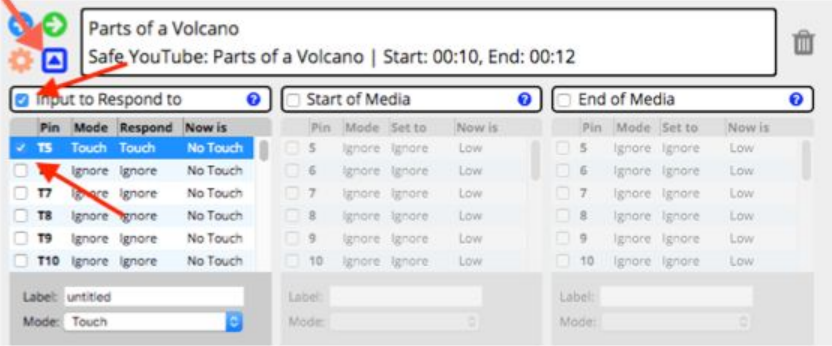 Parts of a Volcano
Safe YouTube: Parts of a Volcano | Start: 00:10, End: 00:12
Input to Respond to
Pin Mode Respond Now is
T5 Touch Touch No Touch
Ignore Ignore No Touch
T7 Ignore Ignore No Touch
T8 Ignore Ignore No Touch
T9 Ignore Ignore No Touch
T10 Ignore Ignore No Touch
Label: untitled
Mode: Touch
Start of Media
Pin Mode Set to Now is
5 Ignore Ignore Low
6 Ignore Ignore Low
7 Ignore Ignore Low
8 Ignore Ignore Low
9 Ignore Ignore Low
10 Ignore Ignore Low
Label:
Mode:
End of Media
Pin Mode Set to Now is
5 Ignore Ignore Low
6 Ignore Ignore Low
7 Ignore Ignore Low
8 Ignore Ignore Low
9 Ignore Ignore Low
10 Ignore Ignore Low
Label:
Mode: